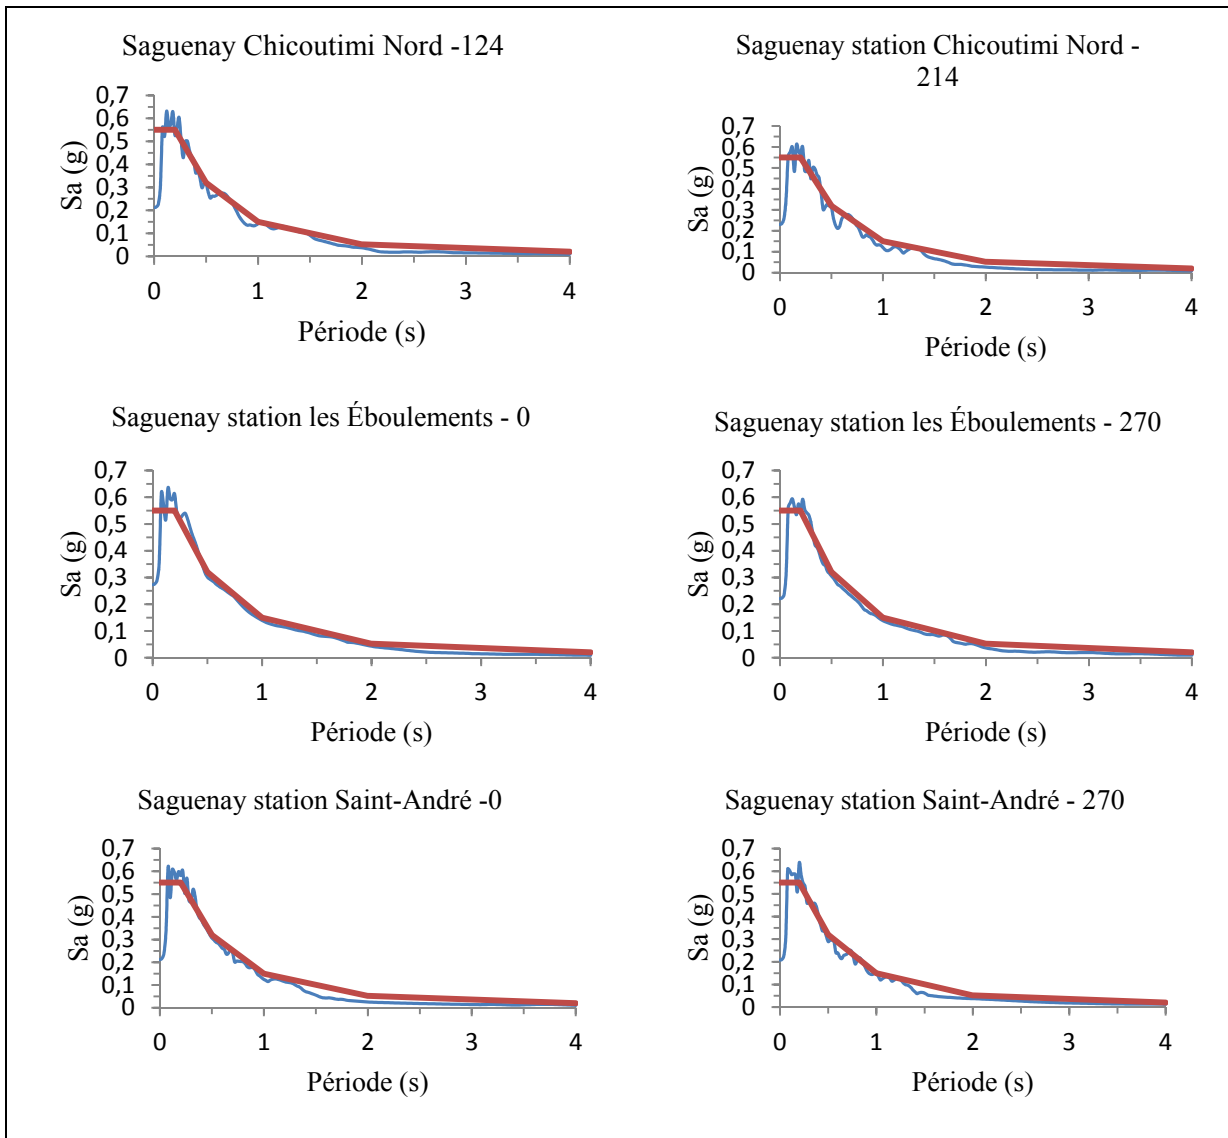 Saguenay Chicoutimi Nord -124
0,7
0,6
0,5
0,4
0,3
0,2
0,1
0
Sa (g)
0 1 2 3 4
Période (s)
Saguenay station Chicoutimi Nord -
214
0,7
0,6
0,5
0,4
0,3
0,2
0,1
0
Sa (g)
0 1 2 3 4
Période (s)
Saguenay station les Éboulements - 0
0,7
0,6
0,5
0,4
0,3
0,2
0,1
0
Sa (g)
0 1 2 3 4
Période (s)
Saguenay station les Éboulements - 270
0,7
0,6
0,5
0,4
0,3
0,2
0,1
0
Sa (g)
0 1 2 3 4
Période (s)
Saguenay station Saint-André -0
0,7
0,6
0,5
0,4
0,3
0,2
0,1
0
Sa (g)
0 1 2 3 4
Période (s)
Saguenay station Saint-André - 270
0,7
0,6
0,5
0,4
0,3
0,2
0,1
0
Sa (g)
0 1 2 3 4
Période (s)